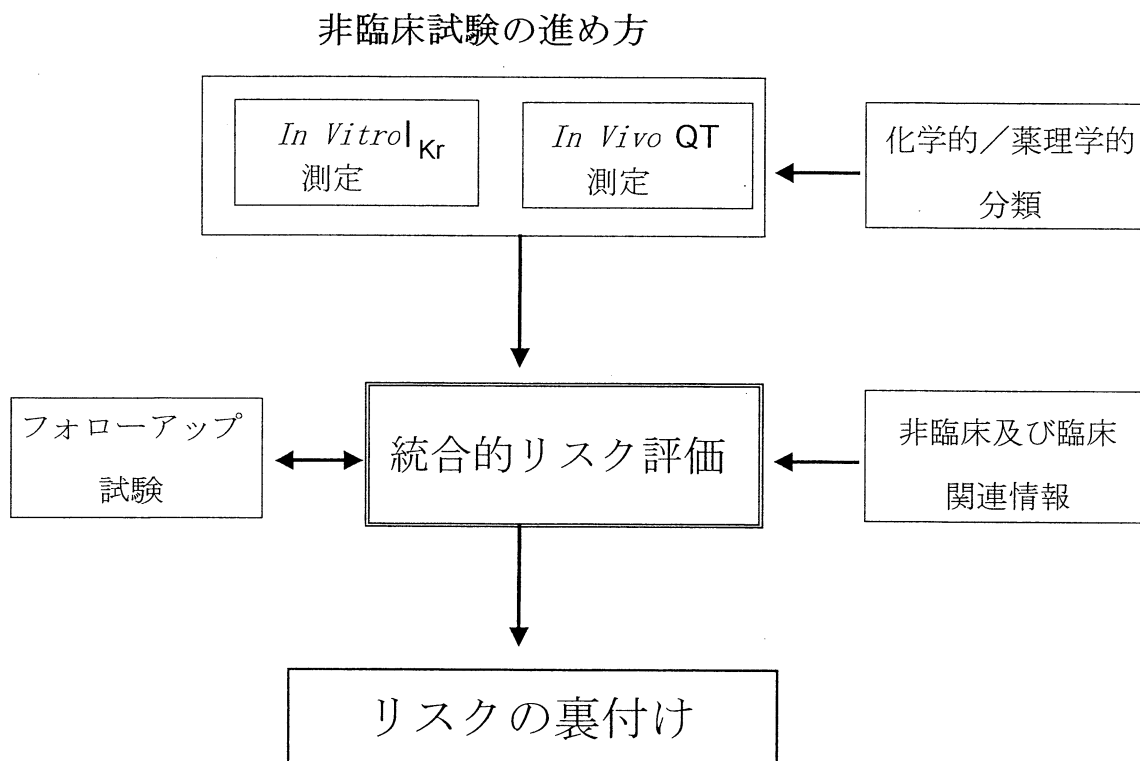 非臨床試験の進め方
In Vitro I Kr
測定
In Vivo QT
測定
化学的／薬理学的
分類
フォローアップ
試験
統合的リスク評価
非臨床及び臨床
関連情報
リスクの裏付け